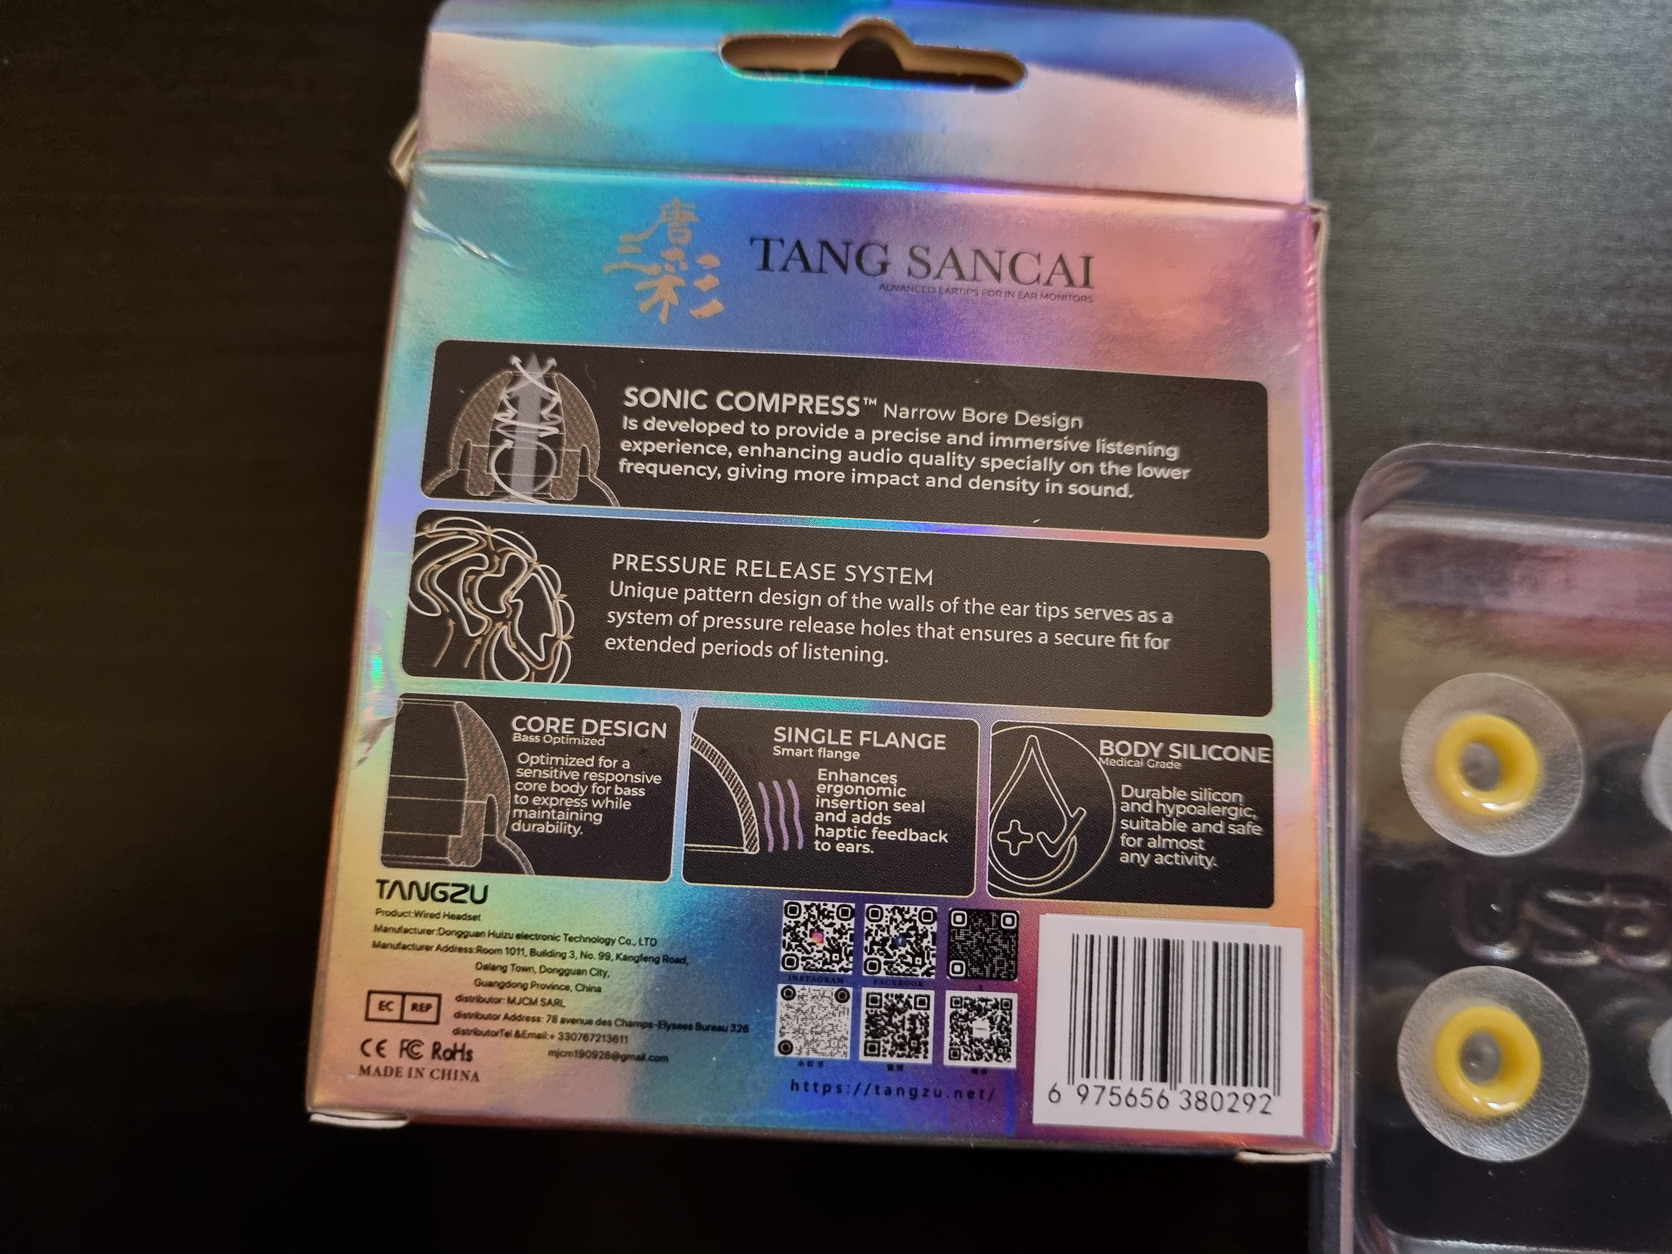 唐三彩
TANG SANCAI
ADVANCED EARTIPS FOR IN EAR MONITORS
SONIC COMPRESS™ Narrow Bore Design
Is developed to provide a precise and immersive listening
experience, enhancing audio quality specially on the lower
frequency, giving more impact and density in sound.
PRESSURE RELEASE SYSTEM
Unique pattern design of the walls of the ear tips serves as a
system of pressure release holes that ensures a secure fit for
extended periods of listening.
CORE DESIGN
Bass Optimized
Optimized for a
sensitive responsive
core body for bass
to express while
maintaining
durability.
SINGLE FLANGE
Smart flange
Enhances
ergonomic
insertion seal
and adds
haptic feedback
to ears.
BODY SILICONE
Medical Grade
Durable silicon
and hypoalergic,
suitable and safe
for almost
any activity.
TANGZU
Product:Wired Headset
Manufacturer:Dongguan Huizu electronic Technology Co., LTD
Manufacturer Address:Room 1011, Building 3, No. 99, Kangfeng Road,
Dalang Town, Dongguan City,
Guangdong Province, China
EC REP
distributor: MJCM SARL
distributor Address: 78 avenue des Champs-Elysees Bureau 326
distributorTel &Email:+ 330767213611
mjcm190928@gmail.com
CE FC RoHs
MADE IN CHINA
INSTAGRAM
FACEBOOK
https://tangzu.net/
6 975656 380292
USB